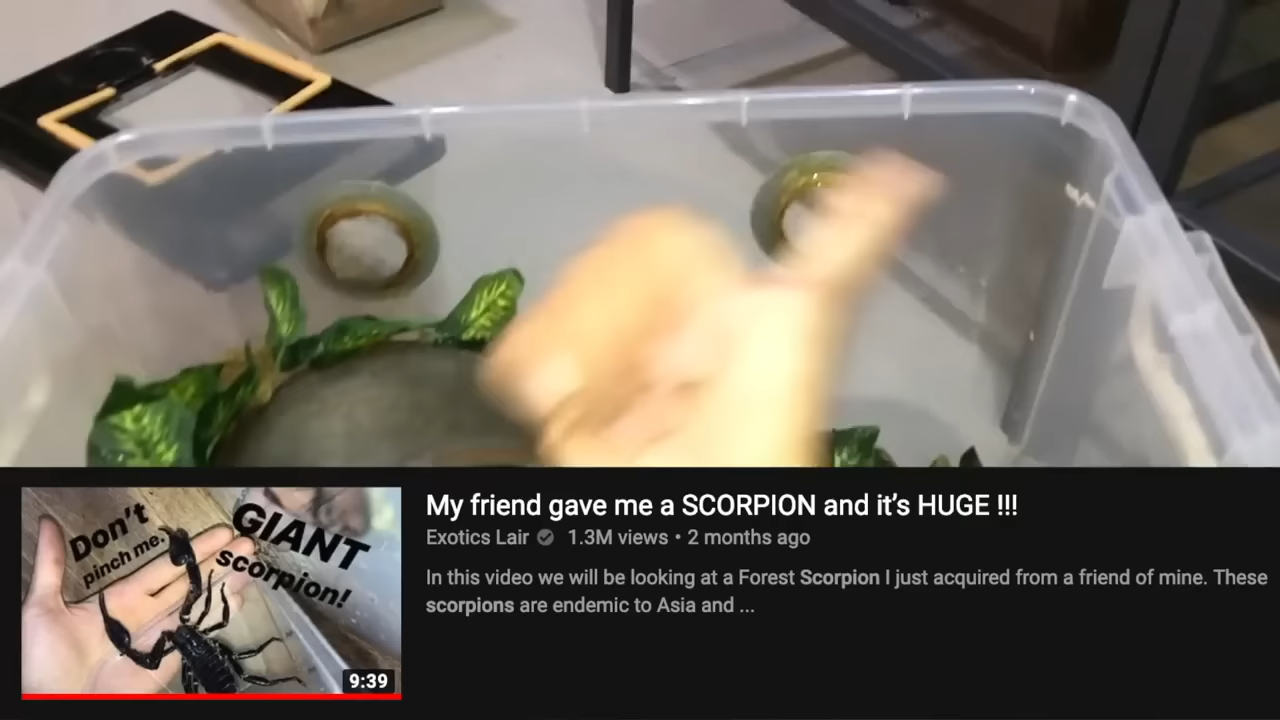 My friend gave me a SCORPION and it’s HUGE !!!
Exotics Lair 1.3M views • 2 months ago
In this video we will be looking at a Forest Scorpion I just acquired from a friend of mine. These
scorpions are endemic to Asia and ...
Don't
pinch me.
GIANT
scorpion!
9:39